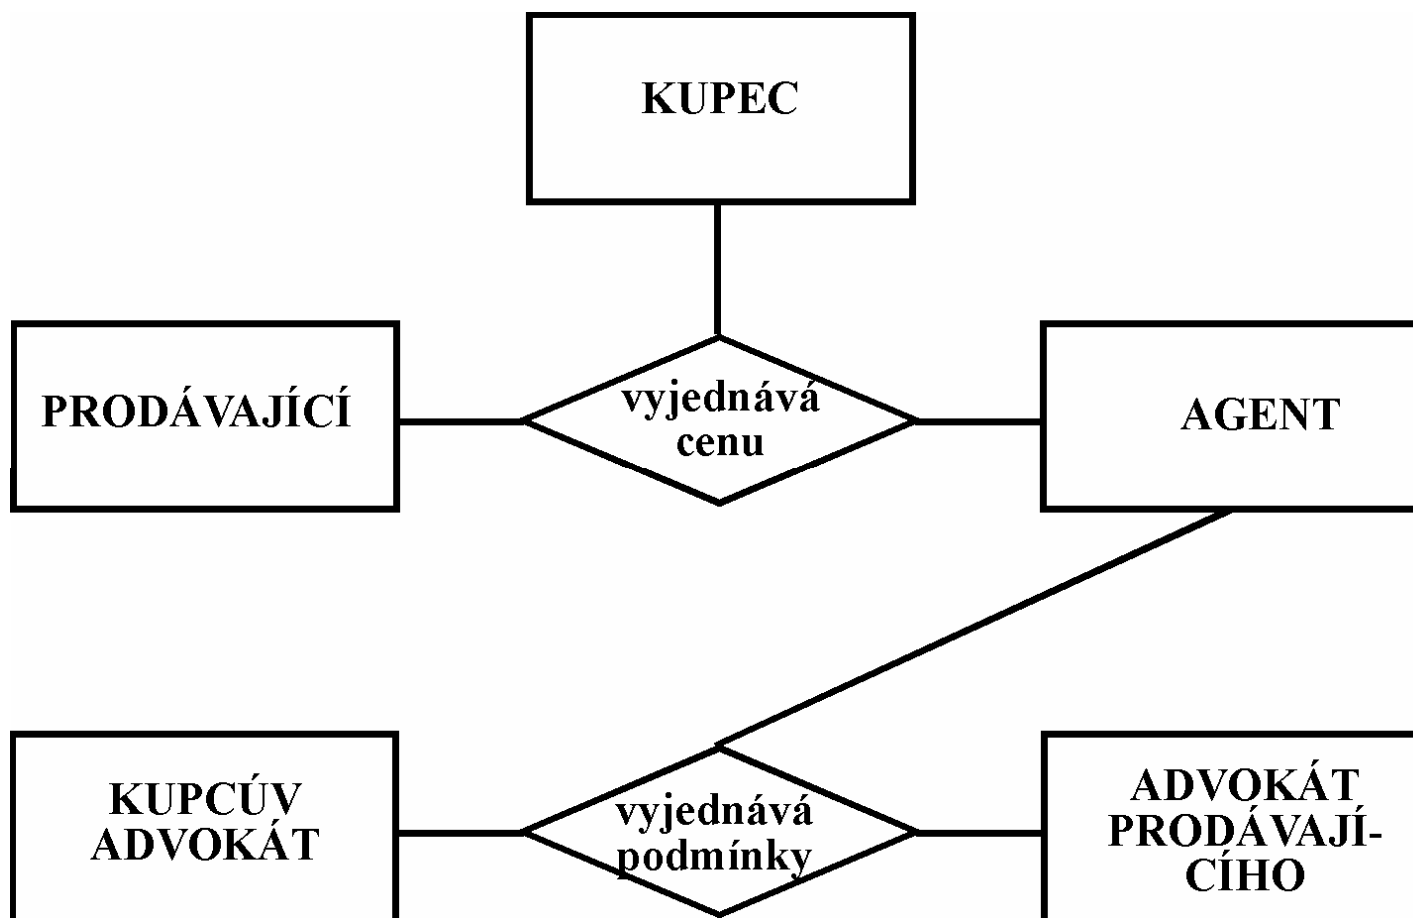 KUPEC
PRODÁVAJÍCÍ
vyjednává
cenu
AGENT
KUPCÚV
ADVOKÁT
vyjednává
podmínky
ADVOKÁT
PRODÁVAJÍ-
CÍHO